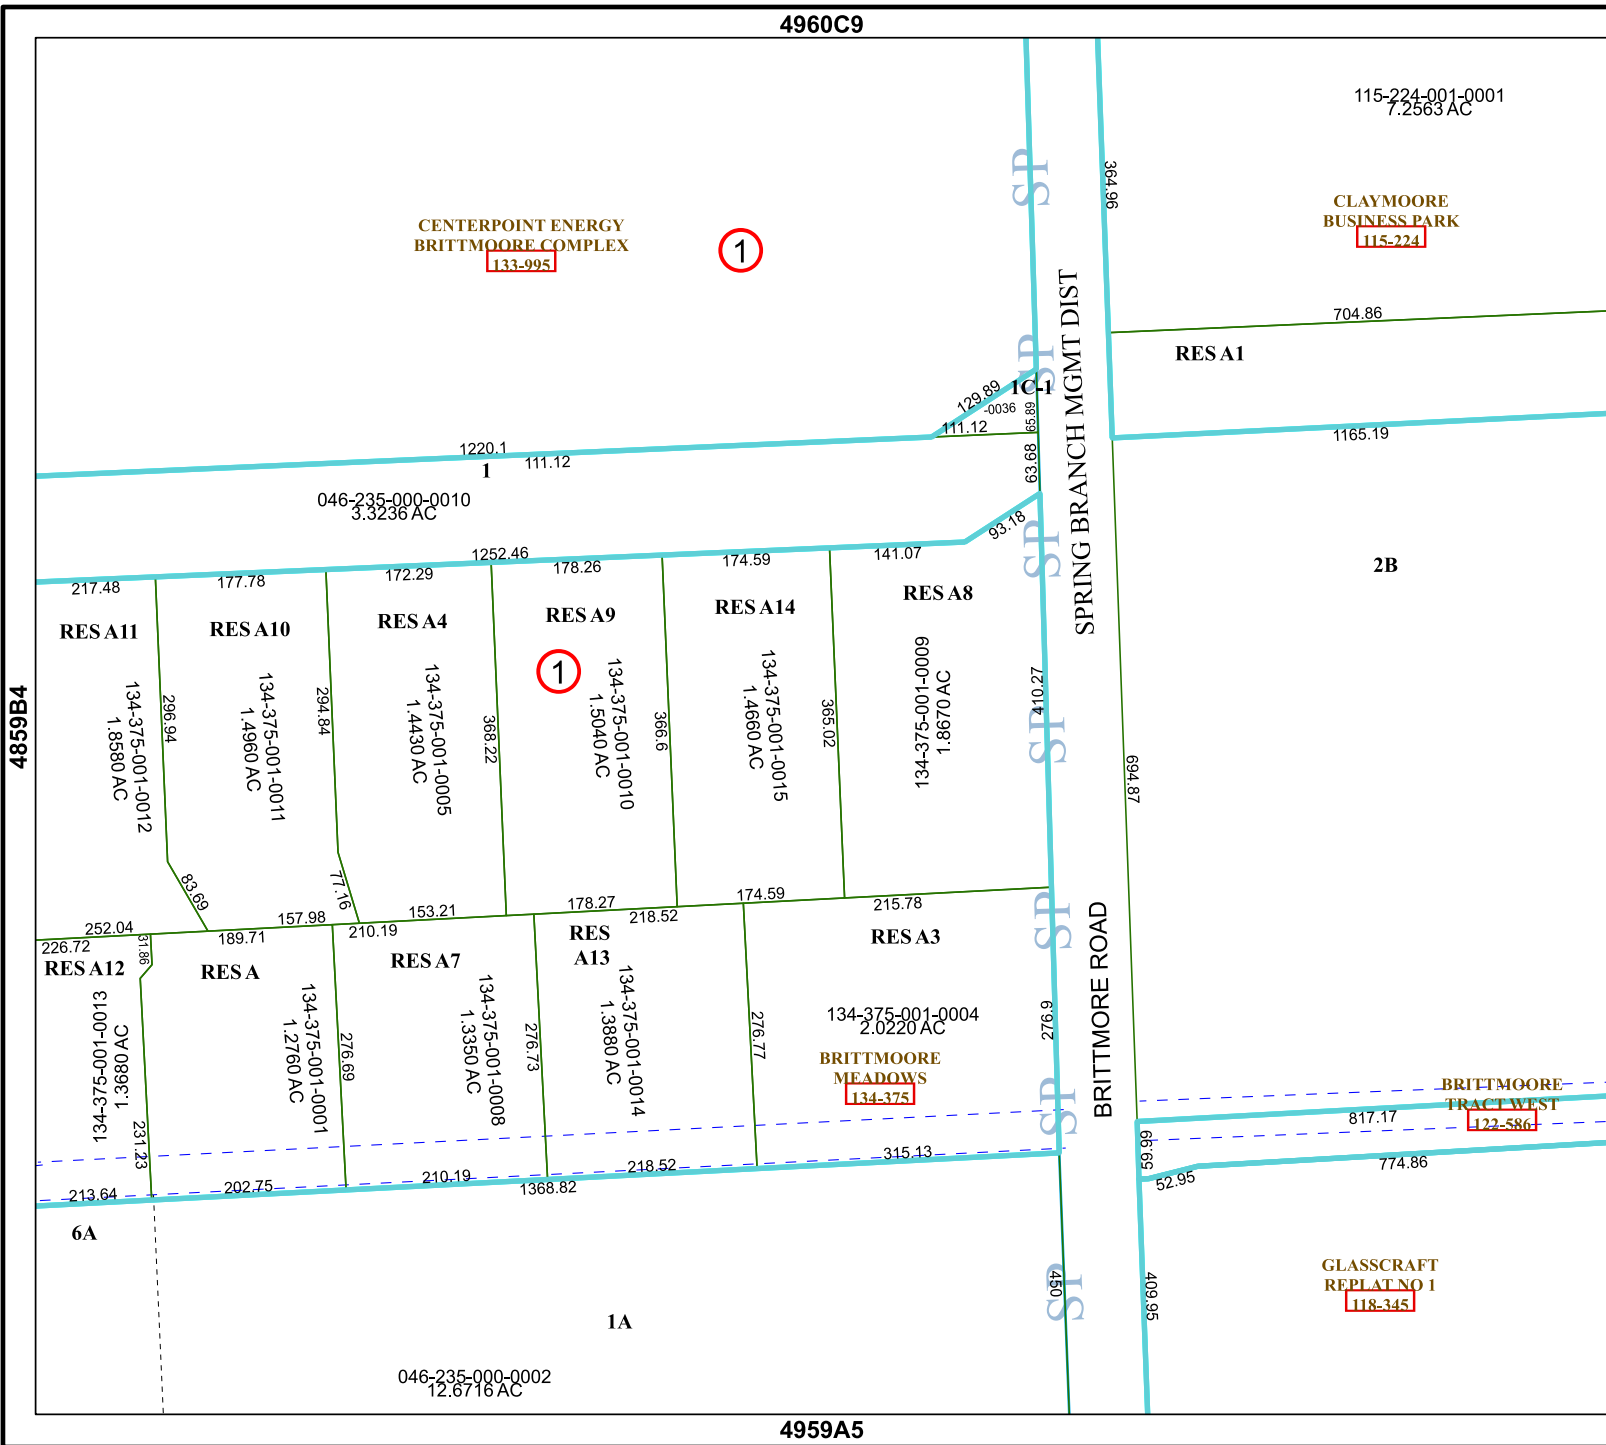 4960C9
115-224-001-0001
7.2563 AC
SP
364.96
CENTERPOINT ENERGY
BRITTMOORE COMPLEX
133-995
1
CLAYMOORE
BUSINESS PARK
115-224
SPRING BRANCH MGMT DIST
704.86
RES A1
SP
1C-1
129.89
-0036
65.89
111.12
1165.19
1220.1
111.12
1
63.68
046-235-000-0010
3.3236 AC
93.18
SP
1252.46
141.07
174.59
178.26
172.29
177.78
217.48
2B
RES A8
RES A14
RES A9
RES A4
RES A10
RES A11
1
134-375-001-0012
1.8580 AC
296.94
134-375-001-0011
1.4960 AC
294.84
134-375-001-0005
1.4430 AC
368.22
134-375-001-0010
1.5040 AC
366.6
134-375-001-0015
1.4660 AC
365.02
134-375-001-0009
1.8670 AC
410.27
SP
694.87
4859B4
83.69
77.16
252.04
157.98
153.21
178.27
174.59
215.78
SP
226.72
31.86
189.71
210.19
218.52
RES A12
RES A
RES A7
RES
A13
RES A3
BRITTMOORE ROAD
134-375-001-0013
1.3680 AC
231.23
134-375-001-0001
1.2760 AC
276.69
134-375-001-0008
1.3350 AC
276.73
134-375-001-0014
1.3880 AC
276.77
134-375-001-0004
2.0220 AC
276.9
BRITTMOORE
MEADOWS
134-375
SP
BRITTMOORE
TRACT WEST
122-586
817.17
59.99
774.86
52.95
213.64
202.75
210.19
218.52
315.13
1368.82
6A
GLASSCRAFT
REPLAT NO 1
118-345
SP
450
409.95
1A
046-235-000-0002
12.6716 AC
4959A5